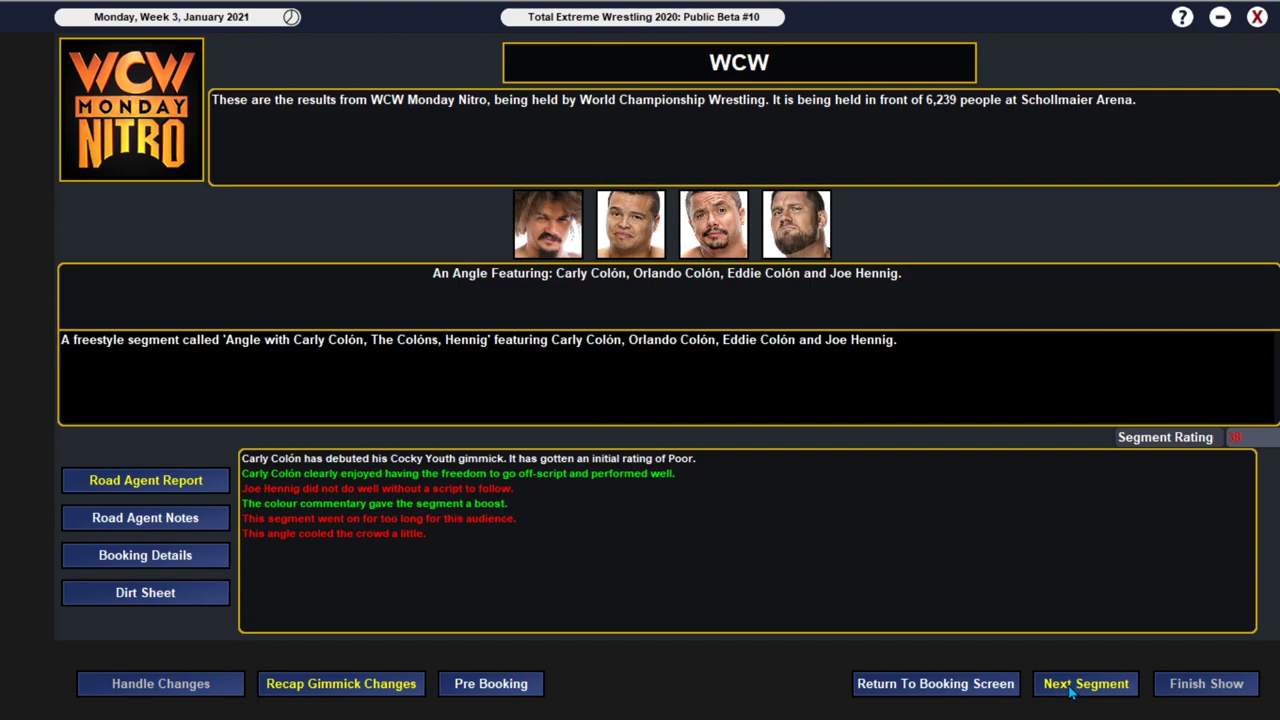 Monday, Week 3, January 2021
Total Extreme Wrestling 2020: Public Beta #10
?
X
WCW
MONDAY
NITRO
WCW
These are the results from WCW Monday Nitro, being held by World Championship Wrestling. It is being held in front of 6,239 people at Schollmaier Arena.
An Angle Featuring: Carly Colón, Orlando Colón, Eddie Colón and Joe Hennig.
A freestyle segment called 'Angle with Carly Colón, The Colóns, Hennig' featuring Carly Colón, Orlando Colón, Eddie Colón and Joe Hennig.
Segment Rating
Carly Colón has debuted his Cocky Youth gimmick. It has gotten an initial rating of Poor.
Carly Colón clearly enjoyed having the freedom to go off-script and performed well.
Joe Hennig did not do well without a script to follow.
The colour commentary gave the segment a boost.
This segment went on for too long for this audience.
This angle cooled the crowd a little.
Road Agent Report
Road Agent Notes
Booking Details
Dirt Sheet
Handle Changes
Recap Gimmick Changes
Pre Booking
Return To Booking Screen
Next Segment
Finish Show